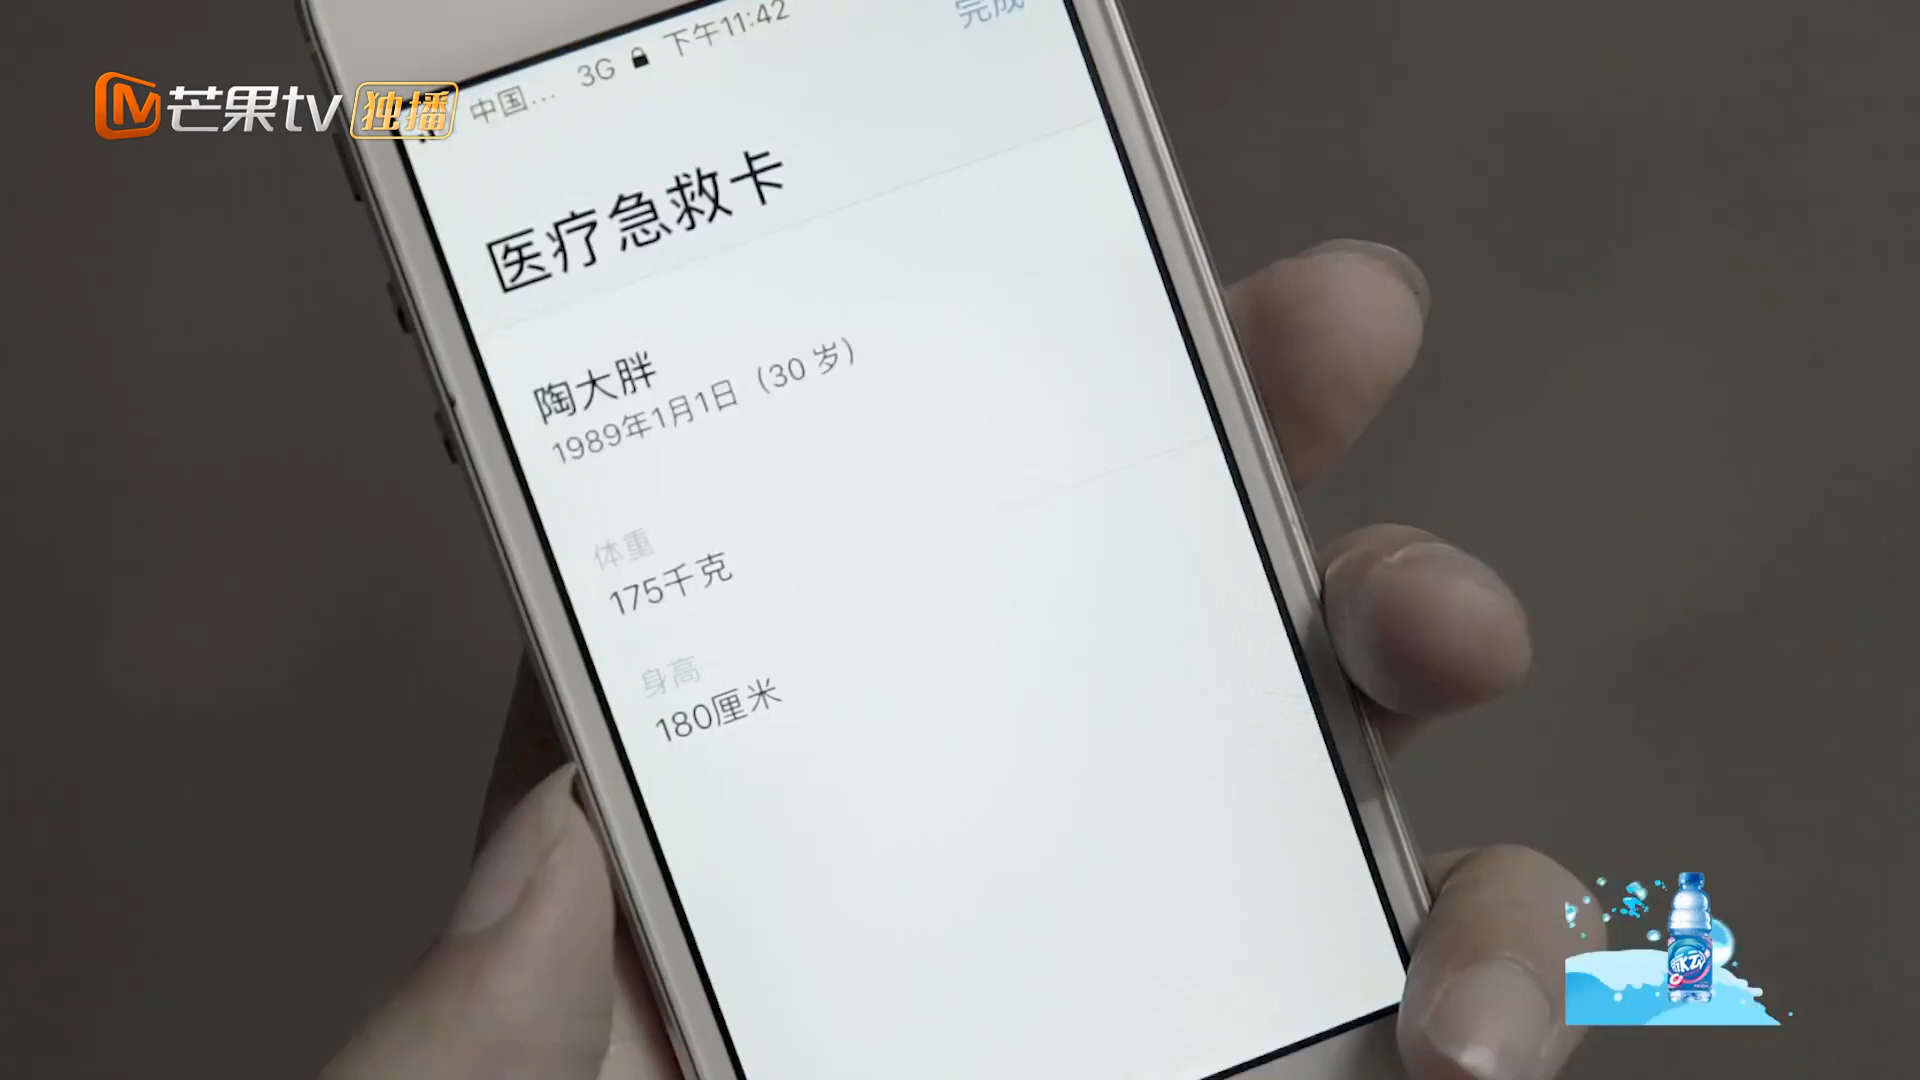 芒果tv 独播
中国... 3G 下午11:42
完成
医疗急救卡
陶大胖
1989年1月1日（30 岁）
体重
175千克
身高
180厘米